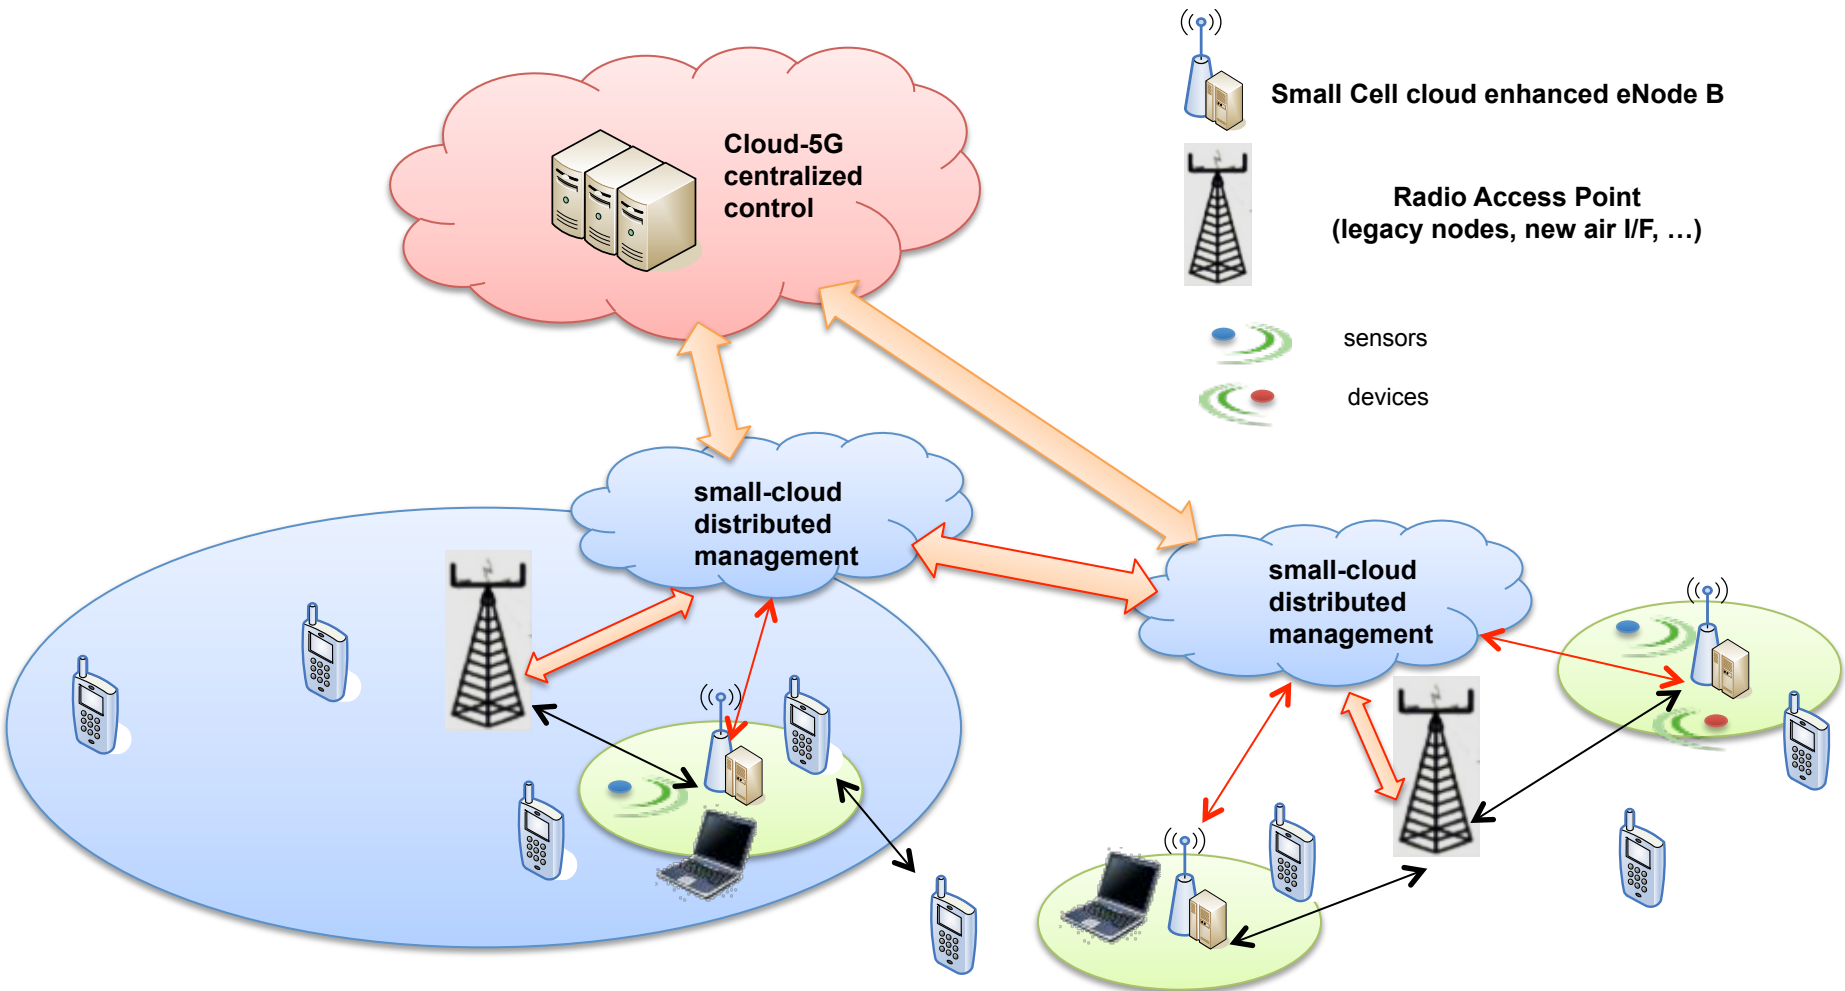 Small Cell cloud enhanced eNode B
Cloud-5G
centralized
control
Radio Access Point
(legacy nodes, new air I/F, …)
sensors
devices
small-cloud
distributed
management
small-cloud
distributed
management